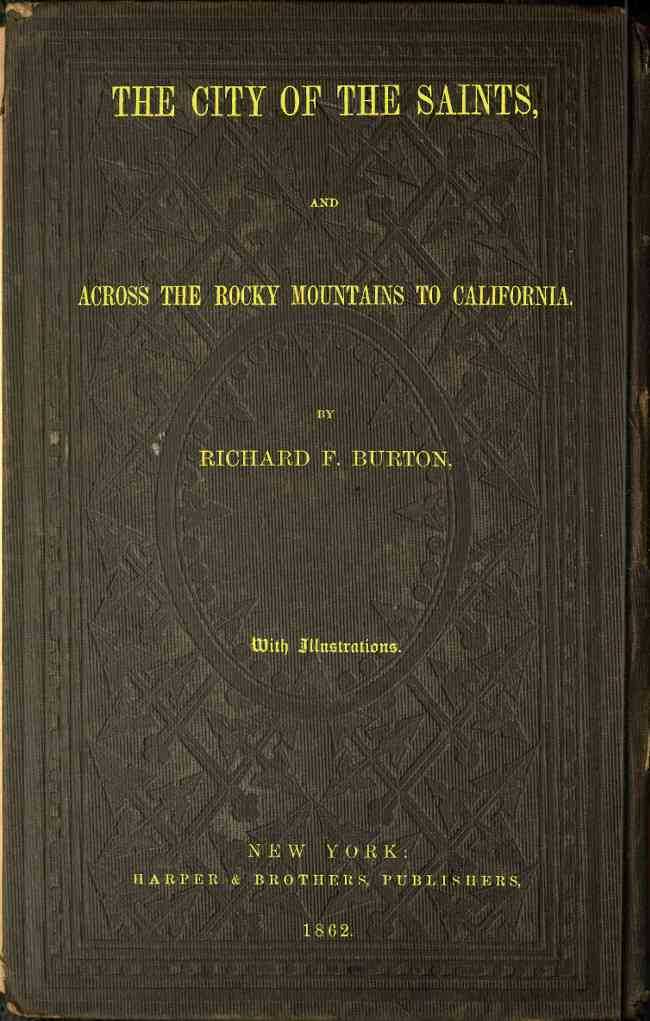 THE CITY OF THE SAINTS,
AND
ACROSS THE ROCKY MOUNTAINS TO CALIFORNIA.
BY
RICHARD F. BURTON,
With Illustrations.
NEW YORK:
HARPER & BROTHERS, PUBLISHERS,
1862.